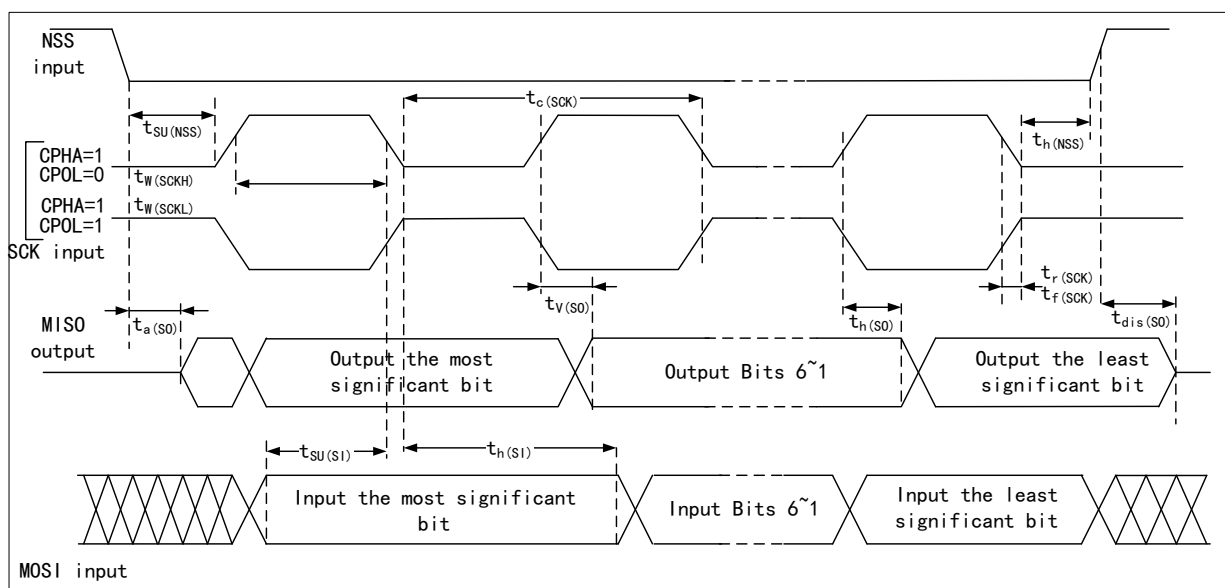 NSS
input
tc(SCK)
tSU(NSS)
th(NSS)
CPHA=1
CPOL=0
tW(SCKH)
CPHA=1
CPOL=1
tW(SCKL)
SCK input
tr(SCK)
tf(SCK)
tV(SO)
th(SO)
ta(SO)
tdis(SO)
MISO
output
Output the most
significant bit
Output Bits 6~1
Output the least
significant bit
tSU(SI)
th(SI)
Input the most significant
bit
Input Bits 6~1
Input the least
significant bit
MOSI input